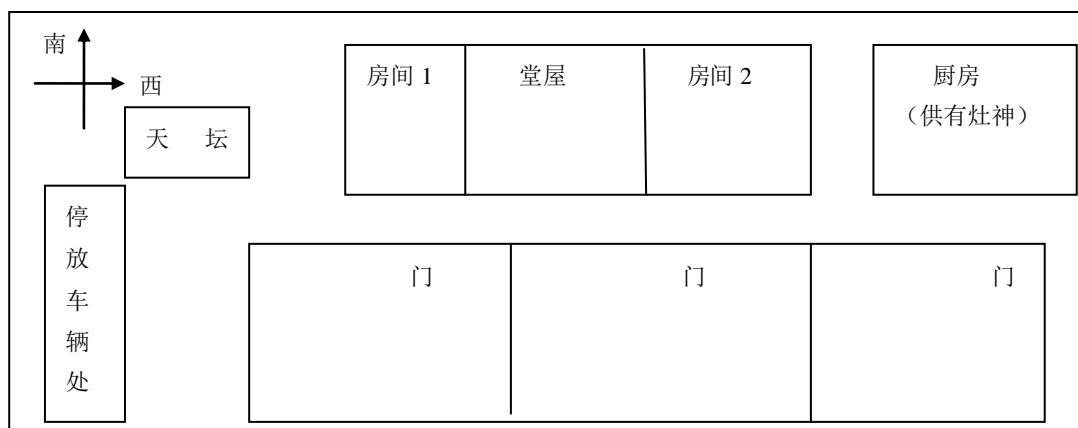 南
西
天 坛
房间 1
堂屋
房间 2
厨房
（供有灶神）
停
放
车
辆
处
门
门
门